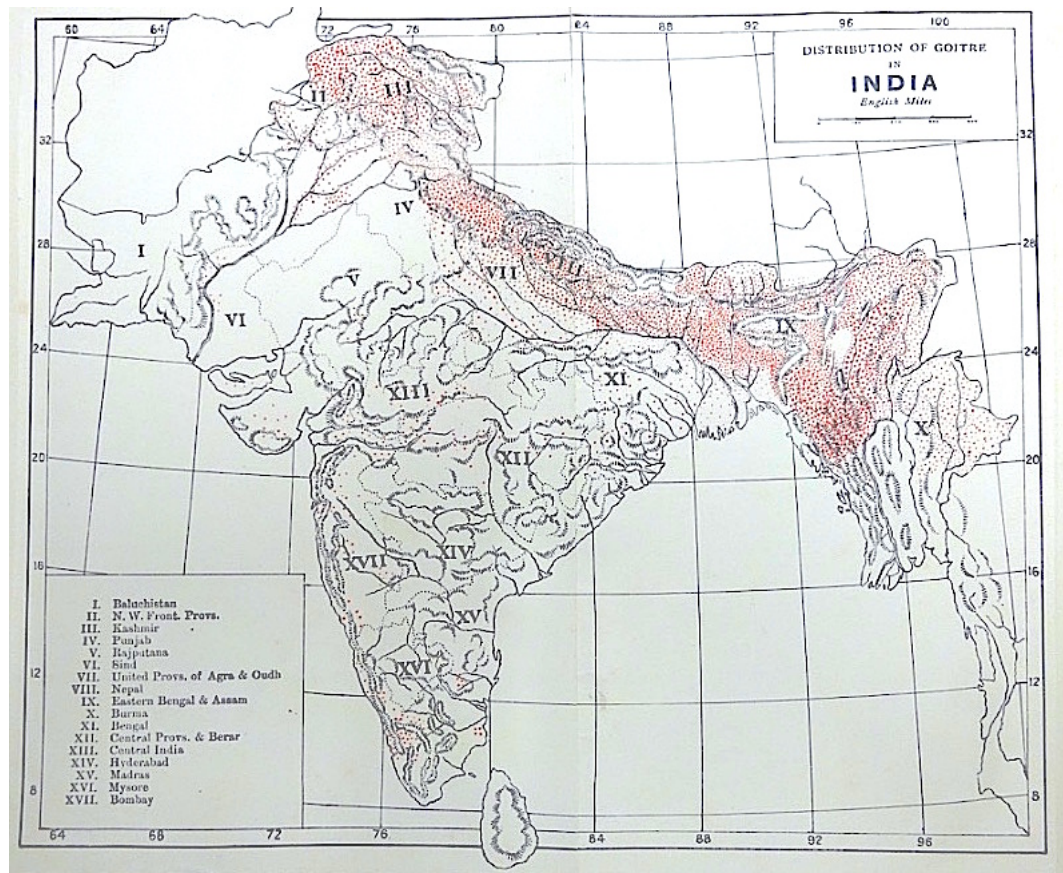 60 64 72 76 80 84 88 92 96 100
DISTRIBUTION OF GOITRE
IN
INDIA
English Miles
32 32
28 28
24 24
20 20
16 16
12 12
8 8
64 68 72 76 84 88 92 96
I
II
III
IV
V
VI
VII
VIII
IX
X
XI
XII
XIII
XIV
XV
XVI
XVII
I. Baluchistan
II. N. W. Front. Provs.
III. Kashmir
IV. Punjab
V. Rajputana
VI. Sind
VII. United Provs. of Agra & Oudh
VIII. Nepal
IX. Eastern Bengal & Assam
X. Burma
XI. Bengal
XII. Central Provs. & Berar
XIII. Central India
XIV. Hyderabad
XV. Madras
XVI. Mysore
XVII. Bombay